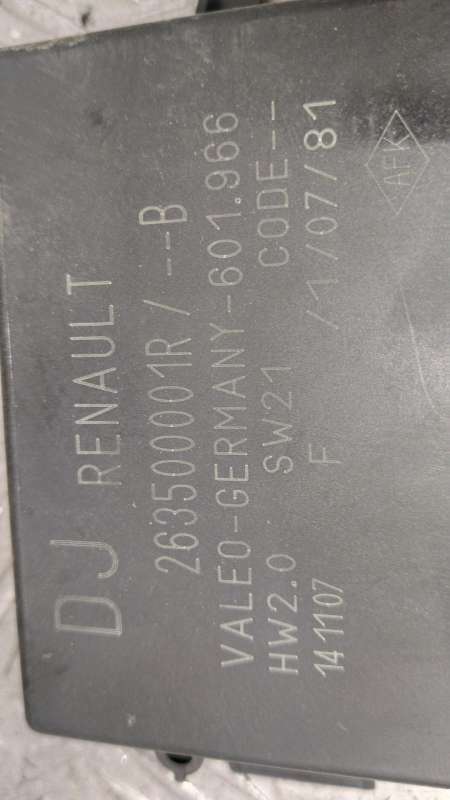 DJ RENAULT
263500001R / --B
VALEO-GERMANY-601.966
HW2.0 SW21 CODE--
141107 F /1/07/81
AFK